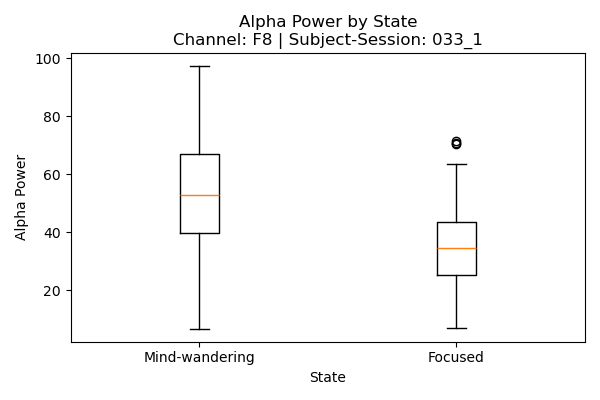 Alpha Power by State
Channel: F8 | Subject-Session: 033_1
100
80
60
40
20
Alpha Power
Mind-wandering
Focused
State